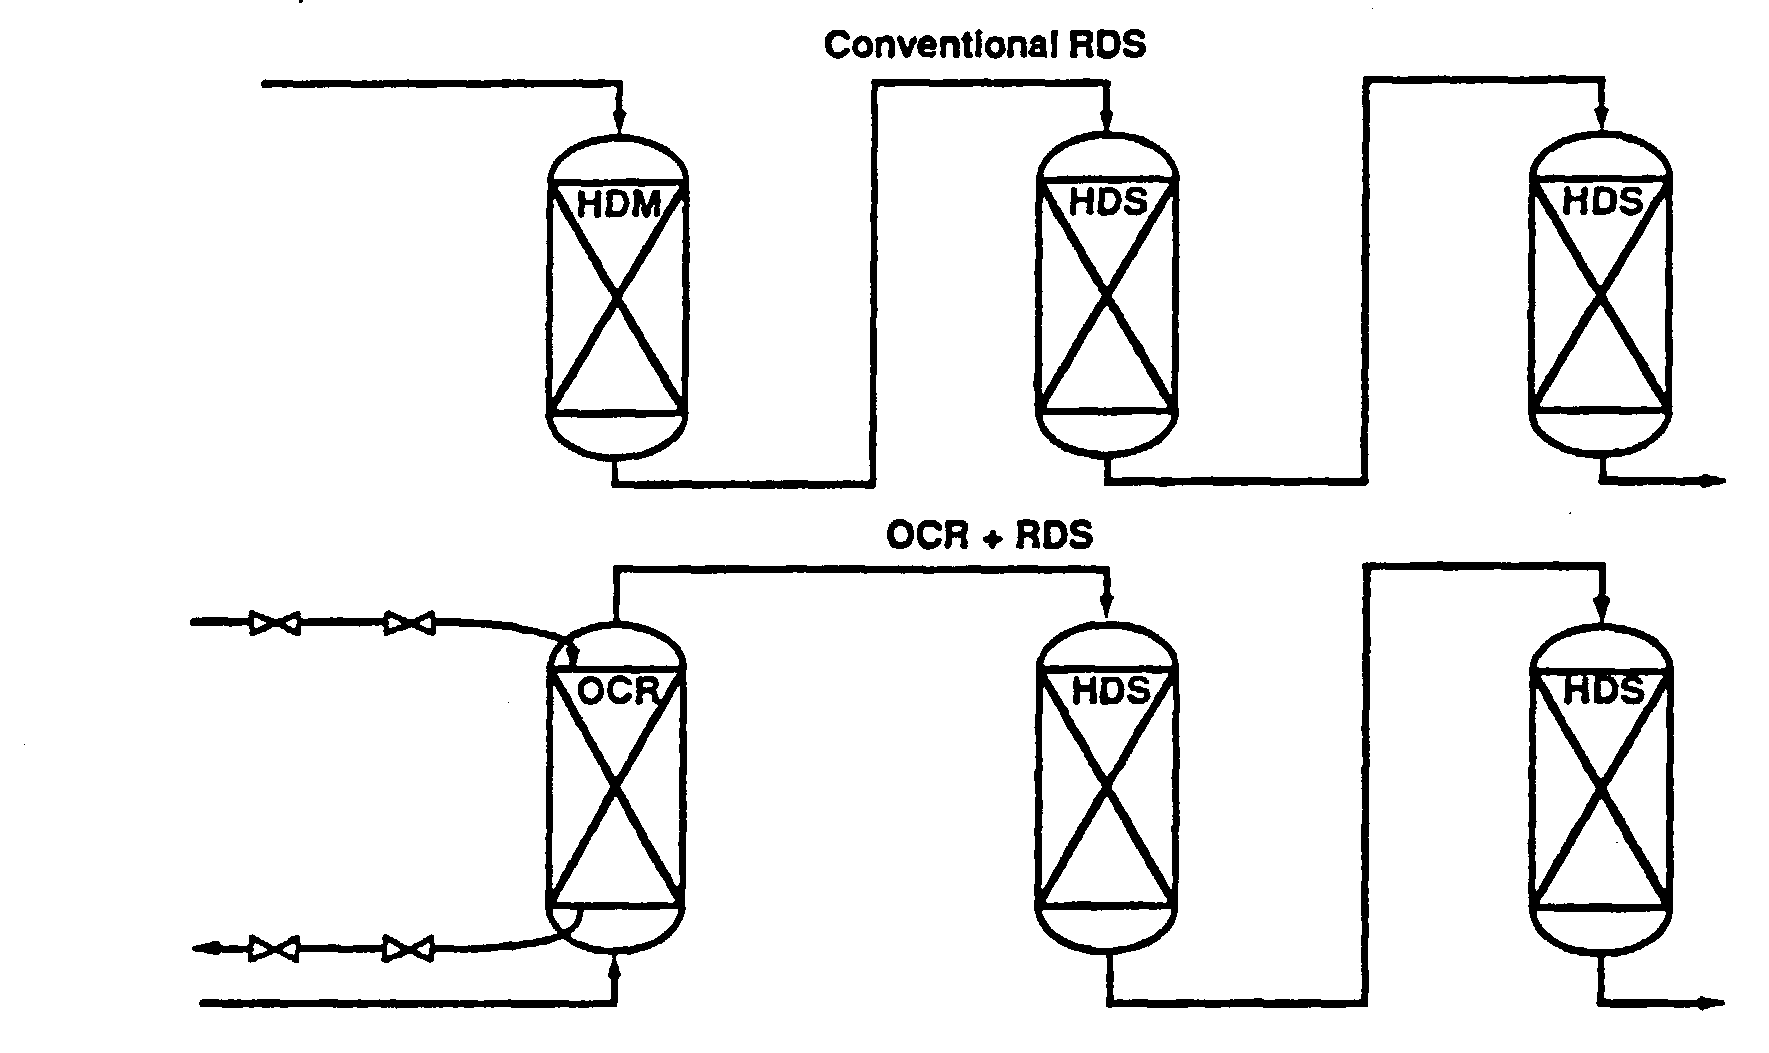 Conventional RDS
HDM
HDS
HDS
OCR + RDS
OCR
HDS
HDS